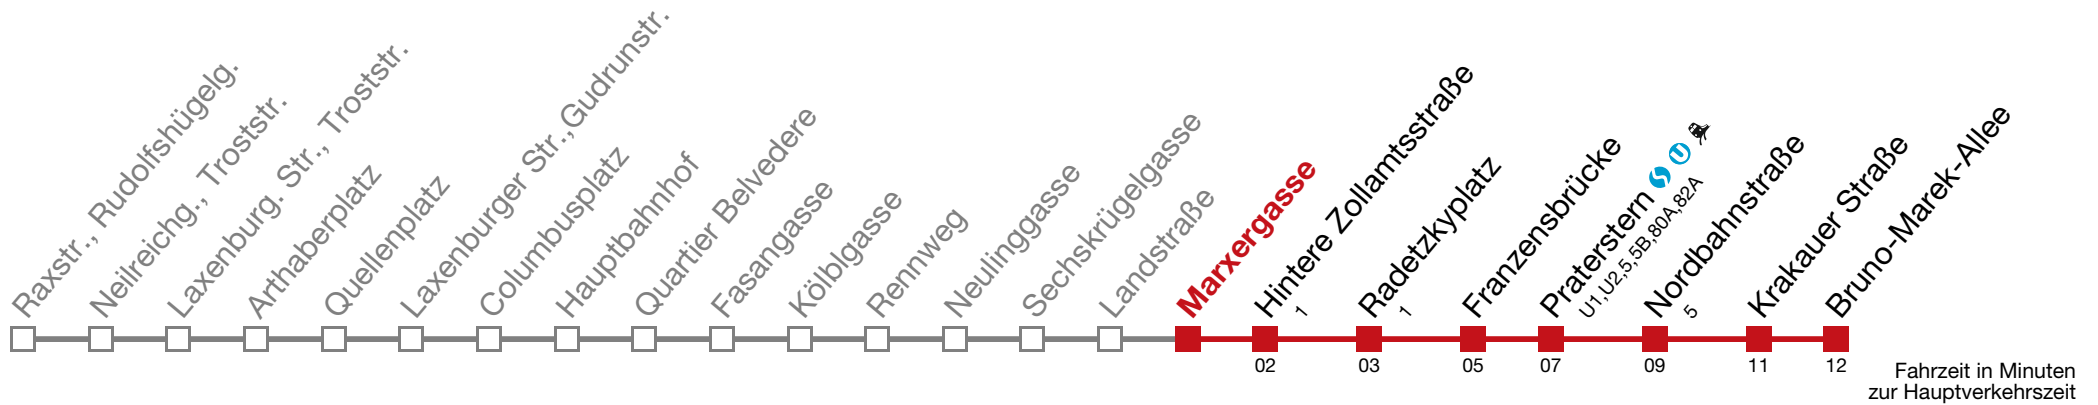 Raxstr., Rudolfshügelg.
Neilreichg., Troststr.
Laxenburg. Str., Troststr.
Arthaberplatz
Quellenplatz
Laxenburger Str.,Gudrunstr.
Columbusplatz
Hauptbahnhof
Quartier Belvedere
Fasangasse
Kölblgasse
Rennweg
Neulinggasse
Sechskrügelgasse
Landstraße
Marxergasse
Hintere Zollamtsstraße
1
Radetzkyplatz
1
Franzensbrücke
Praterstern S U
U1,U2,5,5B,80A,82A
Nordbahnstraße
5
Krakauer Straße
Bruno-Marek-Allee
02 03 05 07 09 11 12
Fahrzeit in Minuten
zur Hauptverkehrszeit